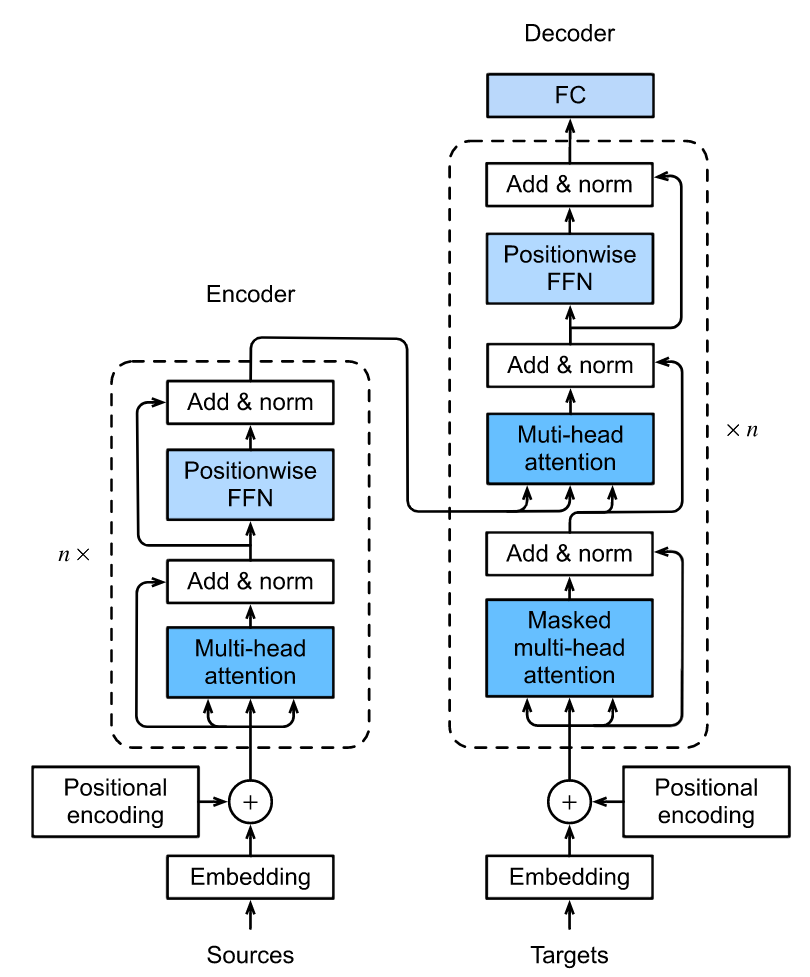 Decoder
FC
Add & norm
Positionwise
FFN
Add & norm
Muti-head
attention
Add & norm
Masked
multi-head
attention
× n
Positional
encoding
+
Embedding
Targets
Encoder
Add & norm
Positionwise
FFN
Add & norm
Multi-head
attention
n ×
Positional
encoding
+
Embedding
Sources